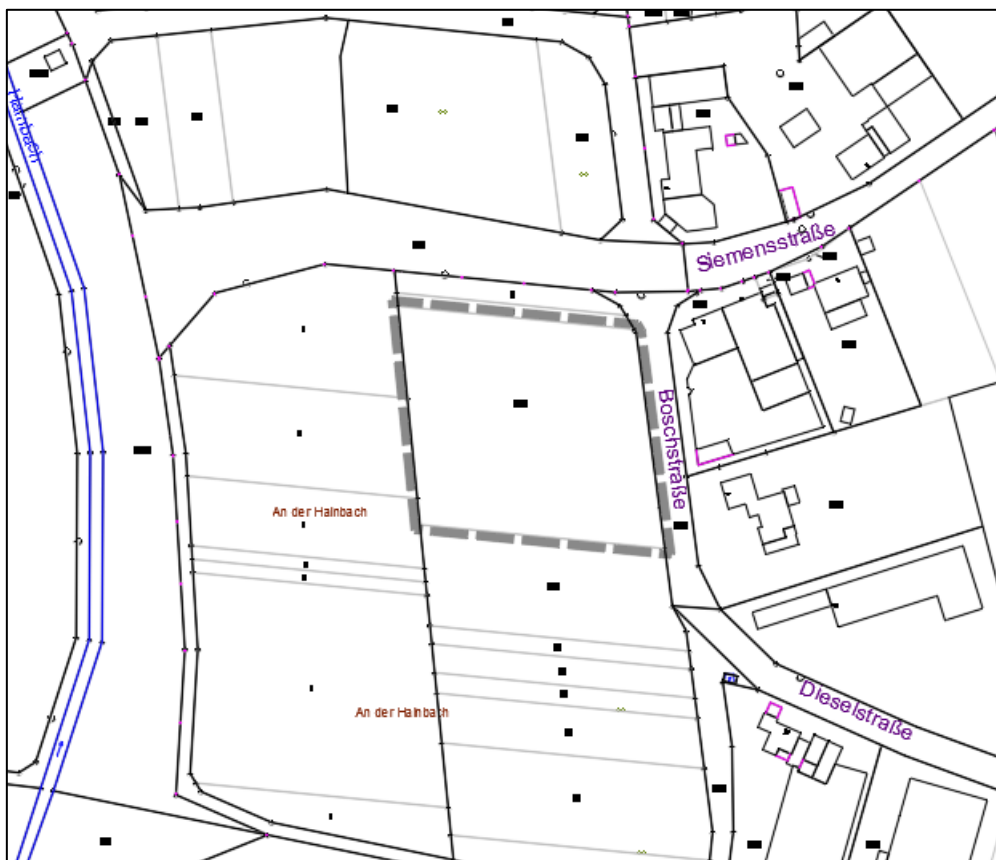 Hainbach
Siemensstraße
Boschstraße
An der Hainbach
An der Hainbach
Dieselstraße